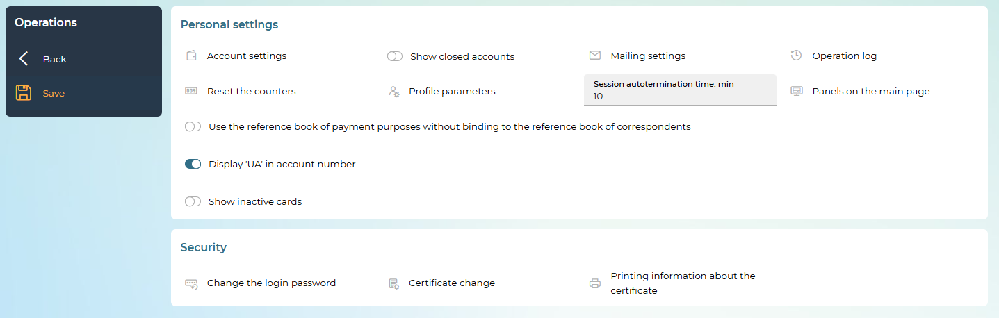 Operations
Back
Save
Personal settings
Account settings
Show closed accounts
Mailing settings
Operation log
Reset the counters
Profile parameters
Session autotermination time. min
10
Panels on the main page
Use the reference book of payment purposes without binding to the reference book of correspondents
Display 'UA' in account number
Show inactive cards
Security
Change the login password
Certificate change
Printing information about the
certificate